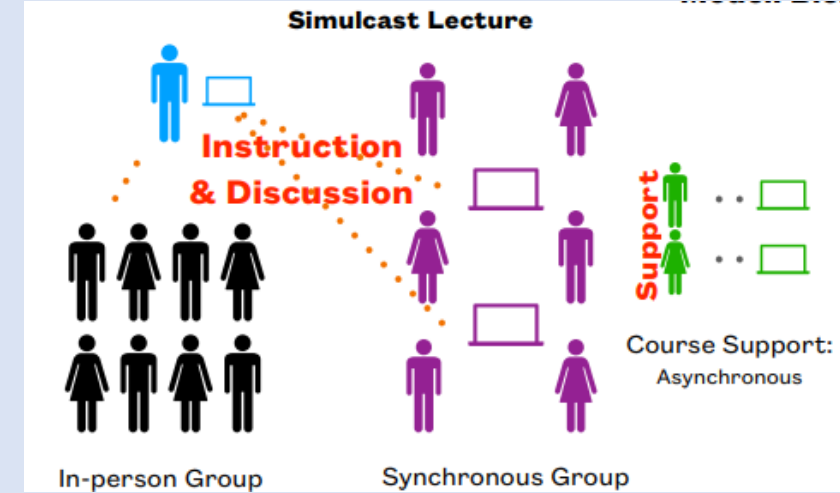 Simulcast Lecture
Instruction
& Discussion
Support
Course Support:
Asynchronous
In-person Group
Synchronous Group